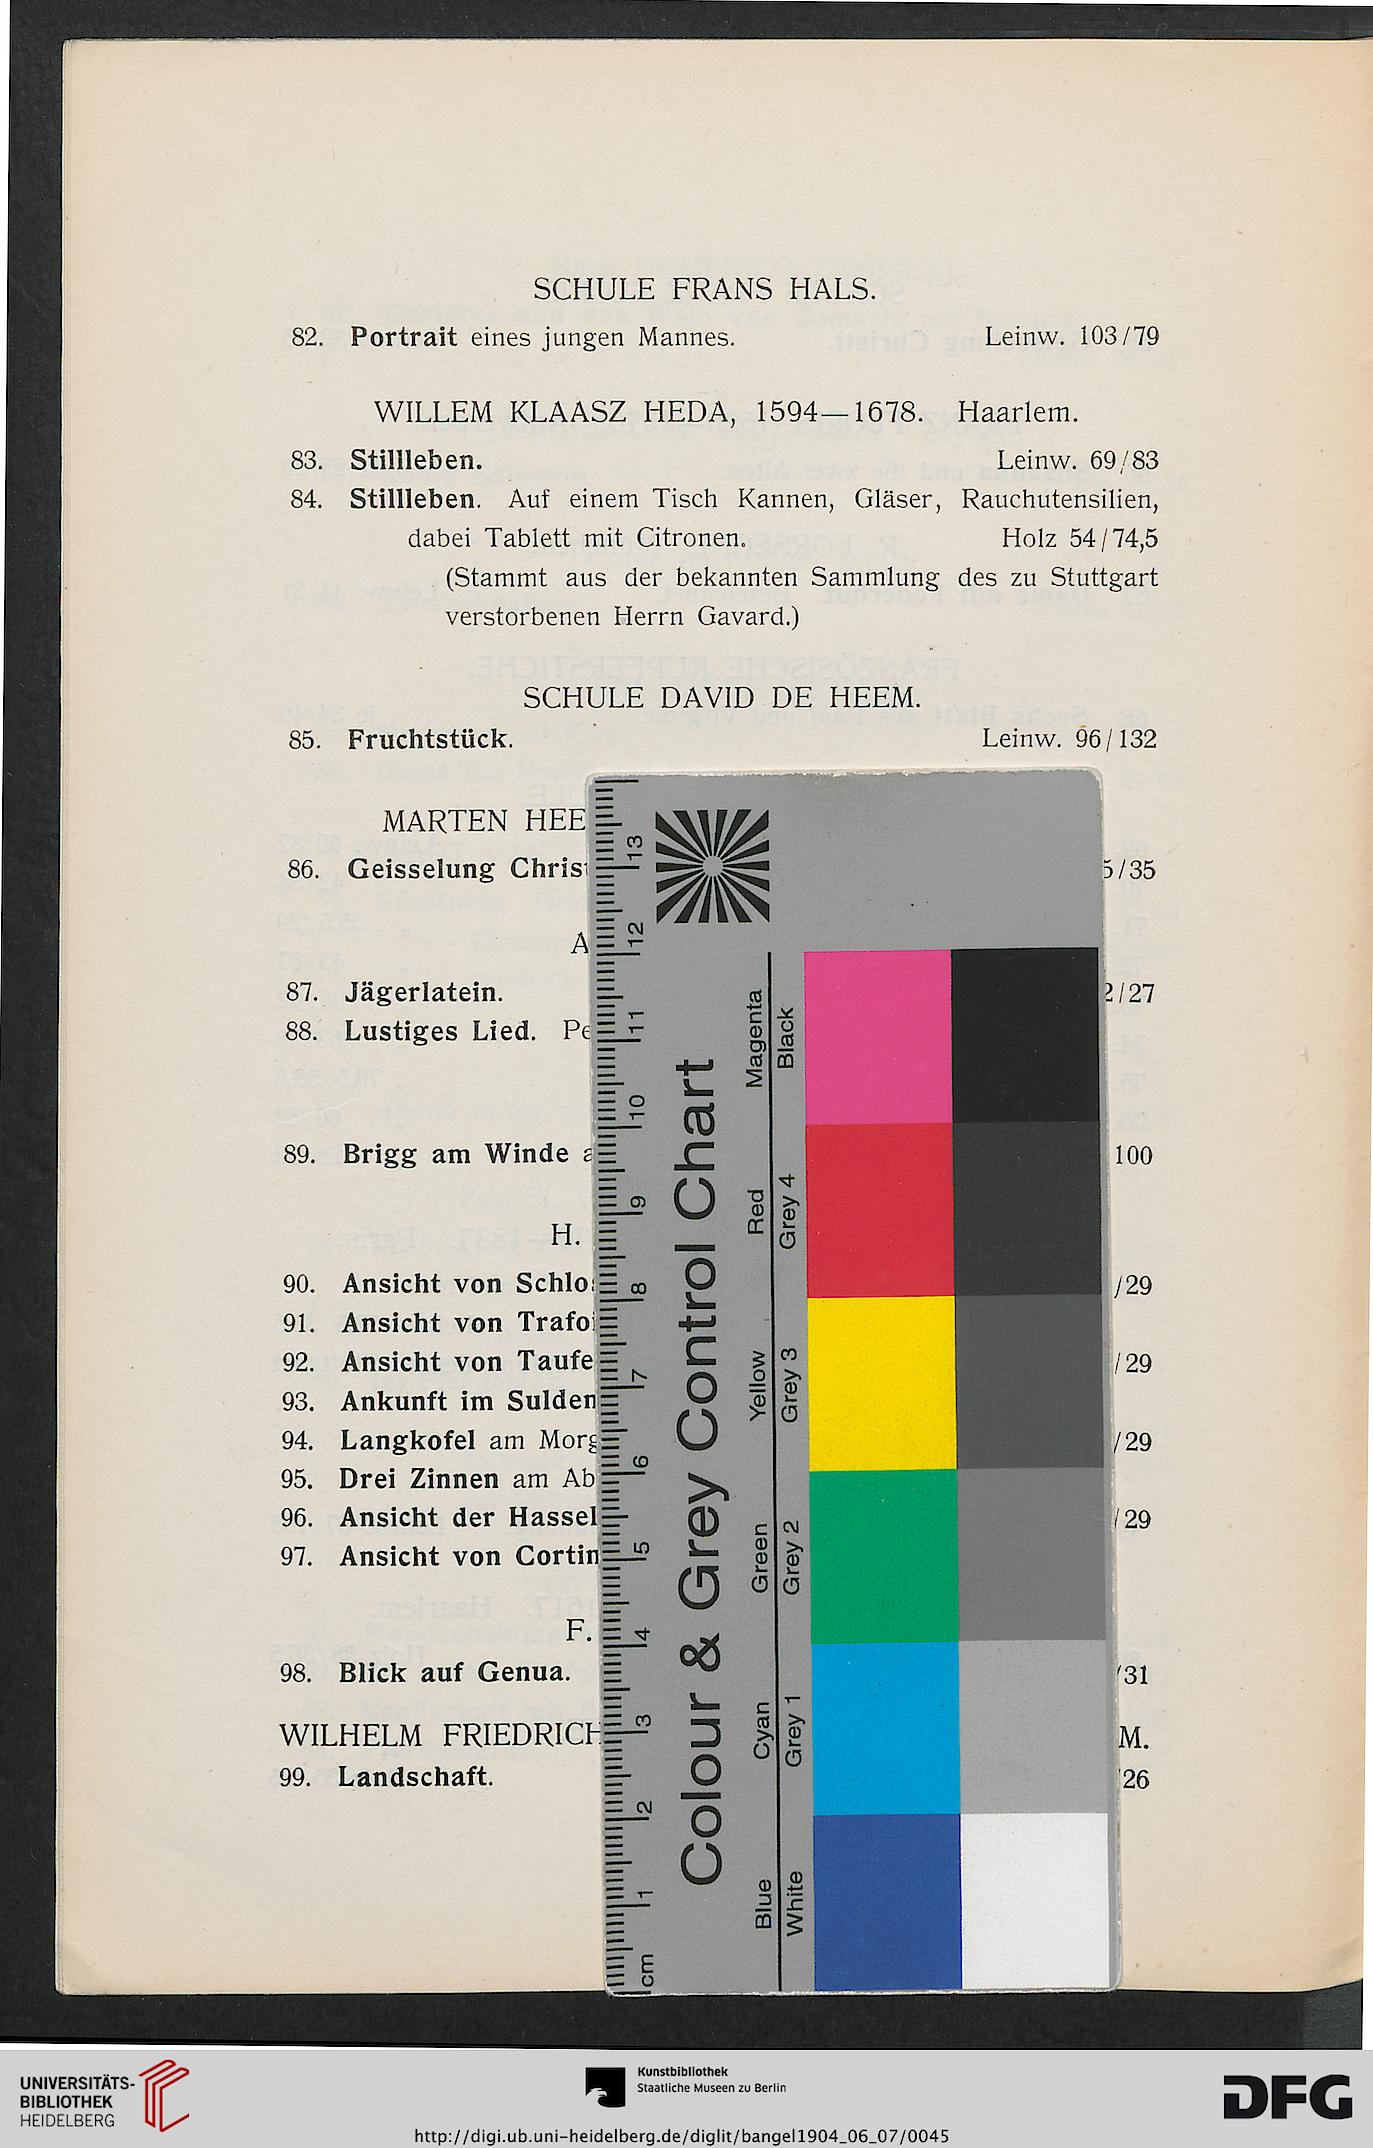 SCHULE FRANS HALS.
82. Portrait eines jungen Mannes. Leinw. 103/79
WILLEM KLAASZ HEDA, 1594—1678. Haarlem.
83. Stillleben. Leinw. 69/83
84. Stillleben. Auf einem Tisch Kannen, Gläser, Rauchutensilien,
dabei Tablett mit Citronen. Holz 54/74,5
(Stammt aus der bekannten Sammlung des zu Stuttgart
verstorbenen Herrn Gavard.)
SCHULE DAVID DE HEEM.
85. Fruchtstück. Leinw. 96/132
MARTEN HEE
86. Geisselung Chris 5/35
A
87. Jägerlatein. 2/27
88. Lustiges Lied. Pe
89. Brigg am Winde a 100
H.
90. Ansicht von Schlo /29
91. Ansicht von Trafo
92. Ansicht von Taufe /29
93. Ankunft im Sulden
94. Langkofel am Morg /29
95. Drei Zinnen am Ab
96. Ansicht der Hassel /29
97. Ansicht von Cortin
F.
98. Blick auf Genua. /31
WILHELM FRIEDRICH M.
99. Landschaft. 26
Colour & Grey Control Chart
Blue Cyan Green Yellow Red Magenta
White Grey 1 Grey 2 Grey 3 Grey 4 Black
cm 1 2 3 4 5 6 7 8 9 10 11 12 13
UNIVERSITÄTS-
BIBLIOTHEK
HEIDELBERG
Kunstbibliothek
Staatliche Museen zu Berlin
DFG
http://digi.ub.uni-heidelberg.de/diglit/bangel1904_06_07/0045